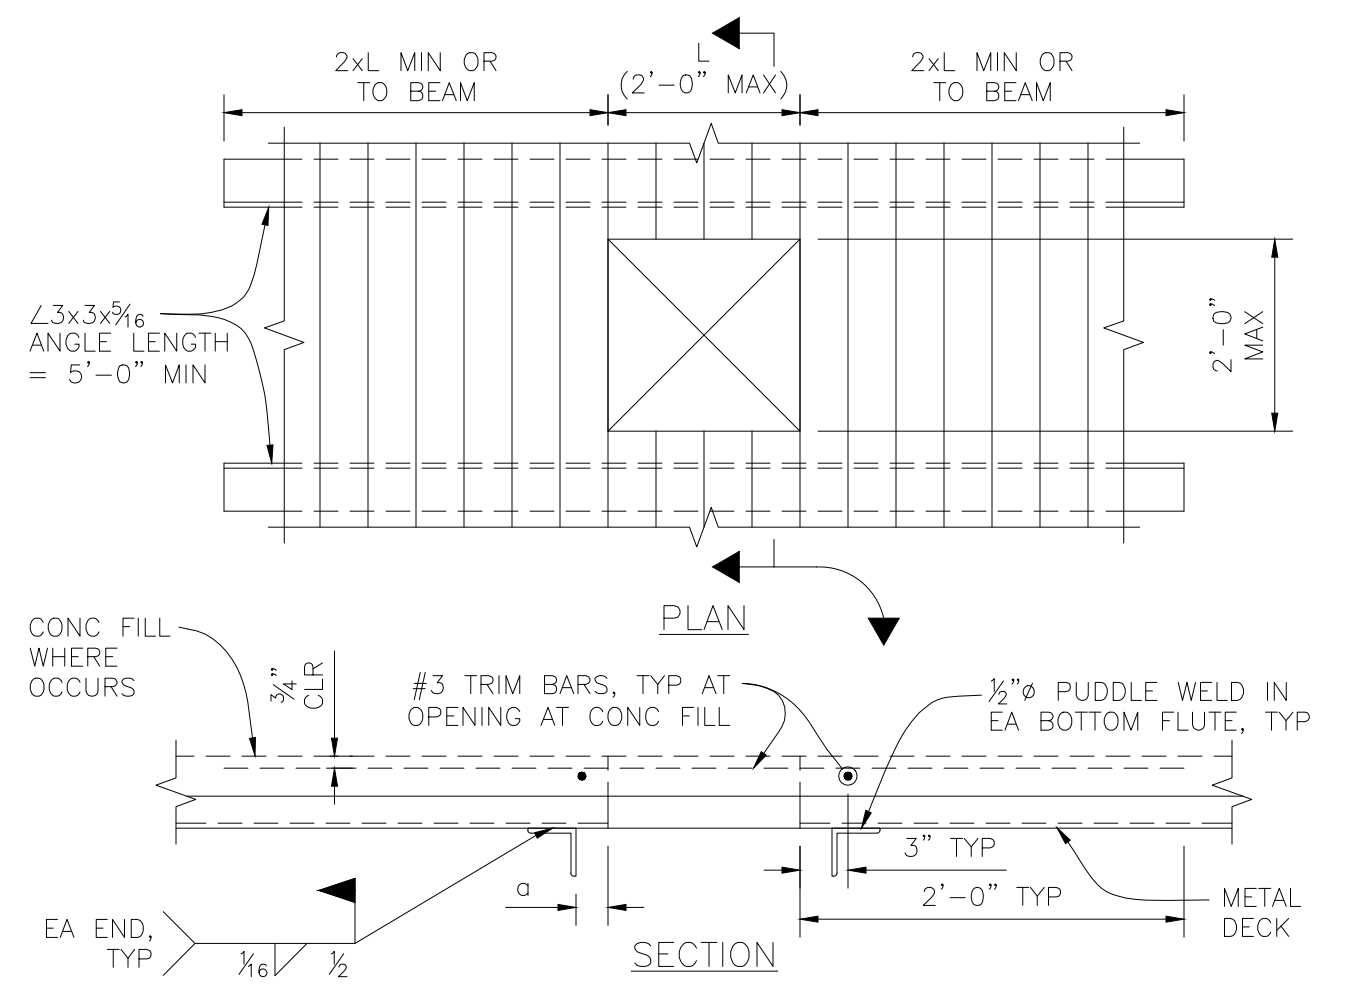 2xL MIN OR
TO BEAM
L
(2'-0" MAX)
2xL MIN OR
TO BEAM
∠3x3x5/16
ANGLE LENGTH
= 5'-0" MIN
2'-0"
MAX
PLAN
CONC FILL
WHERE
OCCURS
3/4"
CLR
#3 TRIM BARS, TYP AT
OPENING AT CONC FILL
1/2"ø PUDDLE WELD IN
EA BOTTOM FLUTE, TYP
3" TYP
a
2'-0" TYP
METAL
DECK
EA END,
TYP
1/16 1/2
SECTION